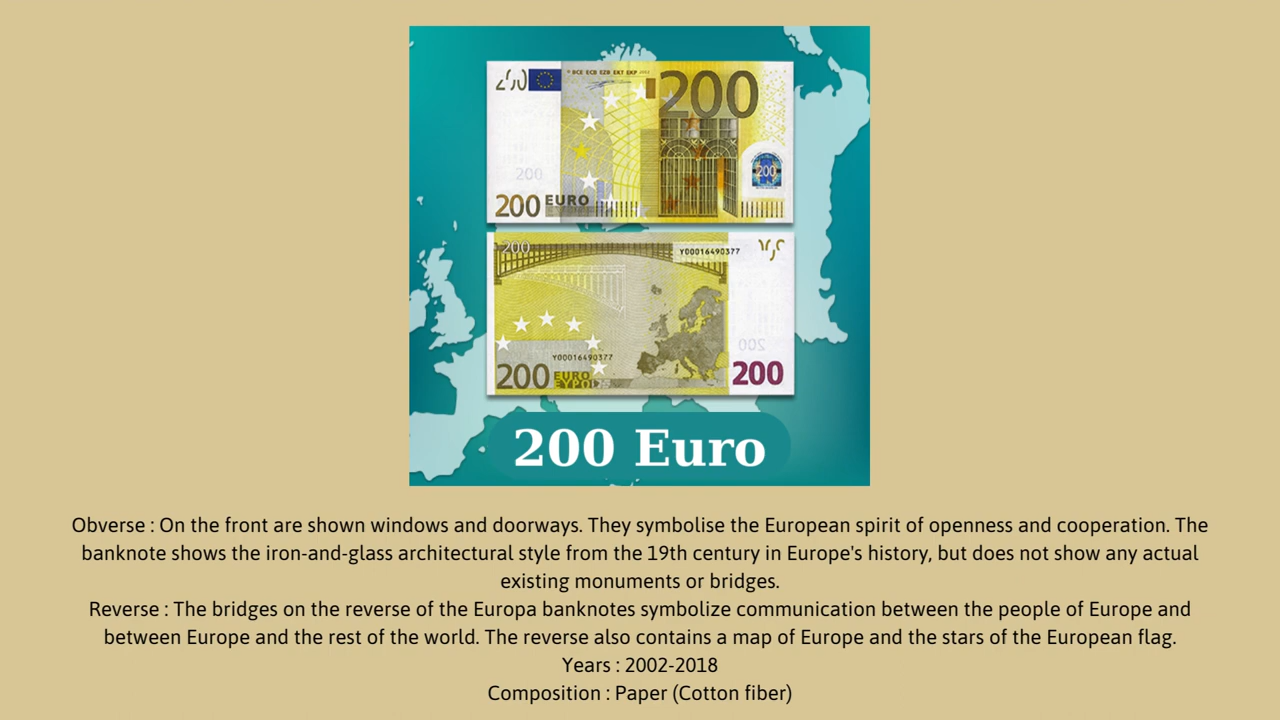 BCE ECB EZB EKT EKP 2002
200
200
200
200 EURO
200
Y00016490377
200
Y00016490377
200 EURO
ΕΥΡΩ
200
200 Euro
Obverse : On the front are shown windows and doorways. They symbolise the European spirit of openness and cooperation. The
banknote shows the iron-and-glass architectural style from the 19th century in Europe's history, but does not show any actual
existing monuments or bridges.
Reverse : The bridges on the reverse of the Europa banknotes symbolize communication between the people of Europe and
between Europe and the rest of the world. The reverse also contains a map of Europe and the stars of the European flag.
Years : 2002-2018
Composition : Paper (Cotton fiber)